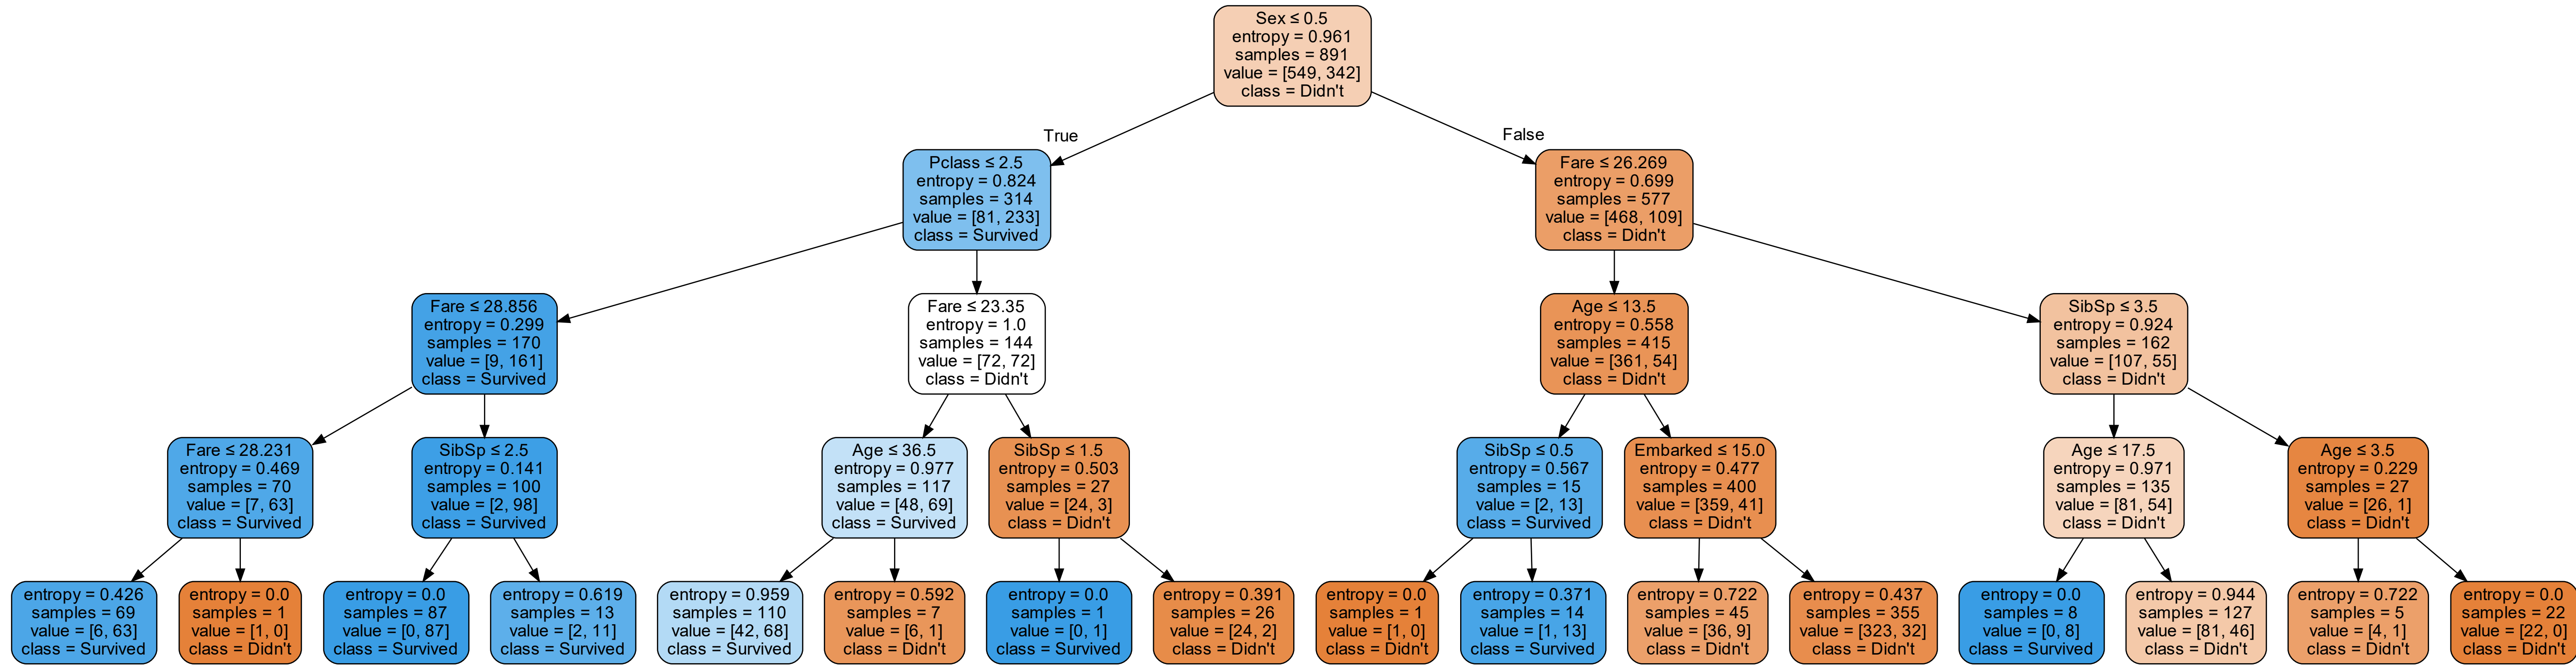 Sex ≤ 0.5
entropy = 0.961
samples = 891
value = [549, 342]
class = Didn't
True
False
Pclass ≤ 2.5
entropy = 0.824
samples = 314
value = [81, 233]
class = Survived
Fare ≤ 26.269
entropy = 0.699
samples = 577
value = [468, 109]
class = Didn't
Fare ≤ 28.856
entropy = 0.299
samples = 170
value = [9, 161]
class = Survived
Fare ≤ 23.35
entropy = 1.0
samples = 144
value = [72, 72]
class = Didn't
Age ≤ 13.5
entropy = 0.558
samples = 415
value = [361, 54]
class = Didn't
SibSp ≤ 3.5
entropy = 0.924
samples = 162
value = [107, 55]
class = Didn't
Fare ≤ 28.231
entropy = 0.469
samples = 70
value = [7, 63]
class = Survived
SibSp ≤ 2.5
entropy = 0.141
samples = 100
value = [2, 98]
class = Survived
Age ≤ 36.5
entropy = 0.977
samples = 117
value = [48, 69]
class = Survived
SibSp ≤ 1.5
entropy = 0.503
samples = 27
value = [24, 3]
class = Didn't
SibSp ≤ 0.5
entropy = 0.567
samples = 15
value = [2, 13]
class = Survived
Embarked ≤ 15.0
entropy = 0.477
samples = 400
value = [359, 41]
class = Didn't
Age ≤ 17.5
entropy = 0.971
samples = 135
value = [81, 54]
class = Didn't
Age ≤ 3.5
entropy = 0.229
samples = 27
value = [26, 1]
class = Didn't
entropy = 0.426
samples = 69
value = [6, 63]
class = Survived
entropy = 0.0
samples = 1
value = [1, 0]
class = Didn't
entropy = 0.0
samples = 87
value = [0, 87]
class = Survived
entropy = 0.619
samples = 13
value = [2, 11]
class = Survived
entropy = 0.959
samples = 110
value = [42, 68]
class = Survived
entropy = 0.592
samples = 7
value = [6, 1]
class = Didn't
entropy = 0.0
samples = 1
value = [0, 1]
class = Survived
entropy = 0.391
samples = 26
value = [24, 2]
class = Didn't
entropy = 0.0
samples = 1
value = [1, 0]
class = Didn't
entropy = 0.371
samples = 14
value = [1, 13]
class = Survived
entropy = 0.722
samples = 45
value = [36, 9]
class = Didn't
entropy = 0.437
samples = 355
value = [323, 32]
class = Didn't
entropy = 0.0
samples = 8
value = [0, 8]
class = Survived
entropy = 0.944
samples = 127
value = [81, 46]
class = Didn't
entropy = 0.722
samples = 5
value = [4, 1]
class = Didn't
entropy = 0.0
samples = 22
value = [22, 0]
class = Didn't